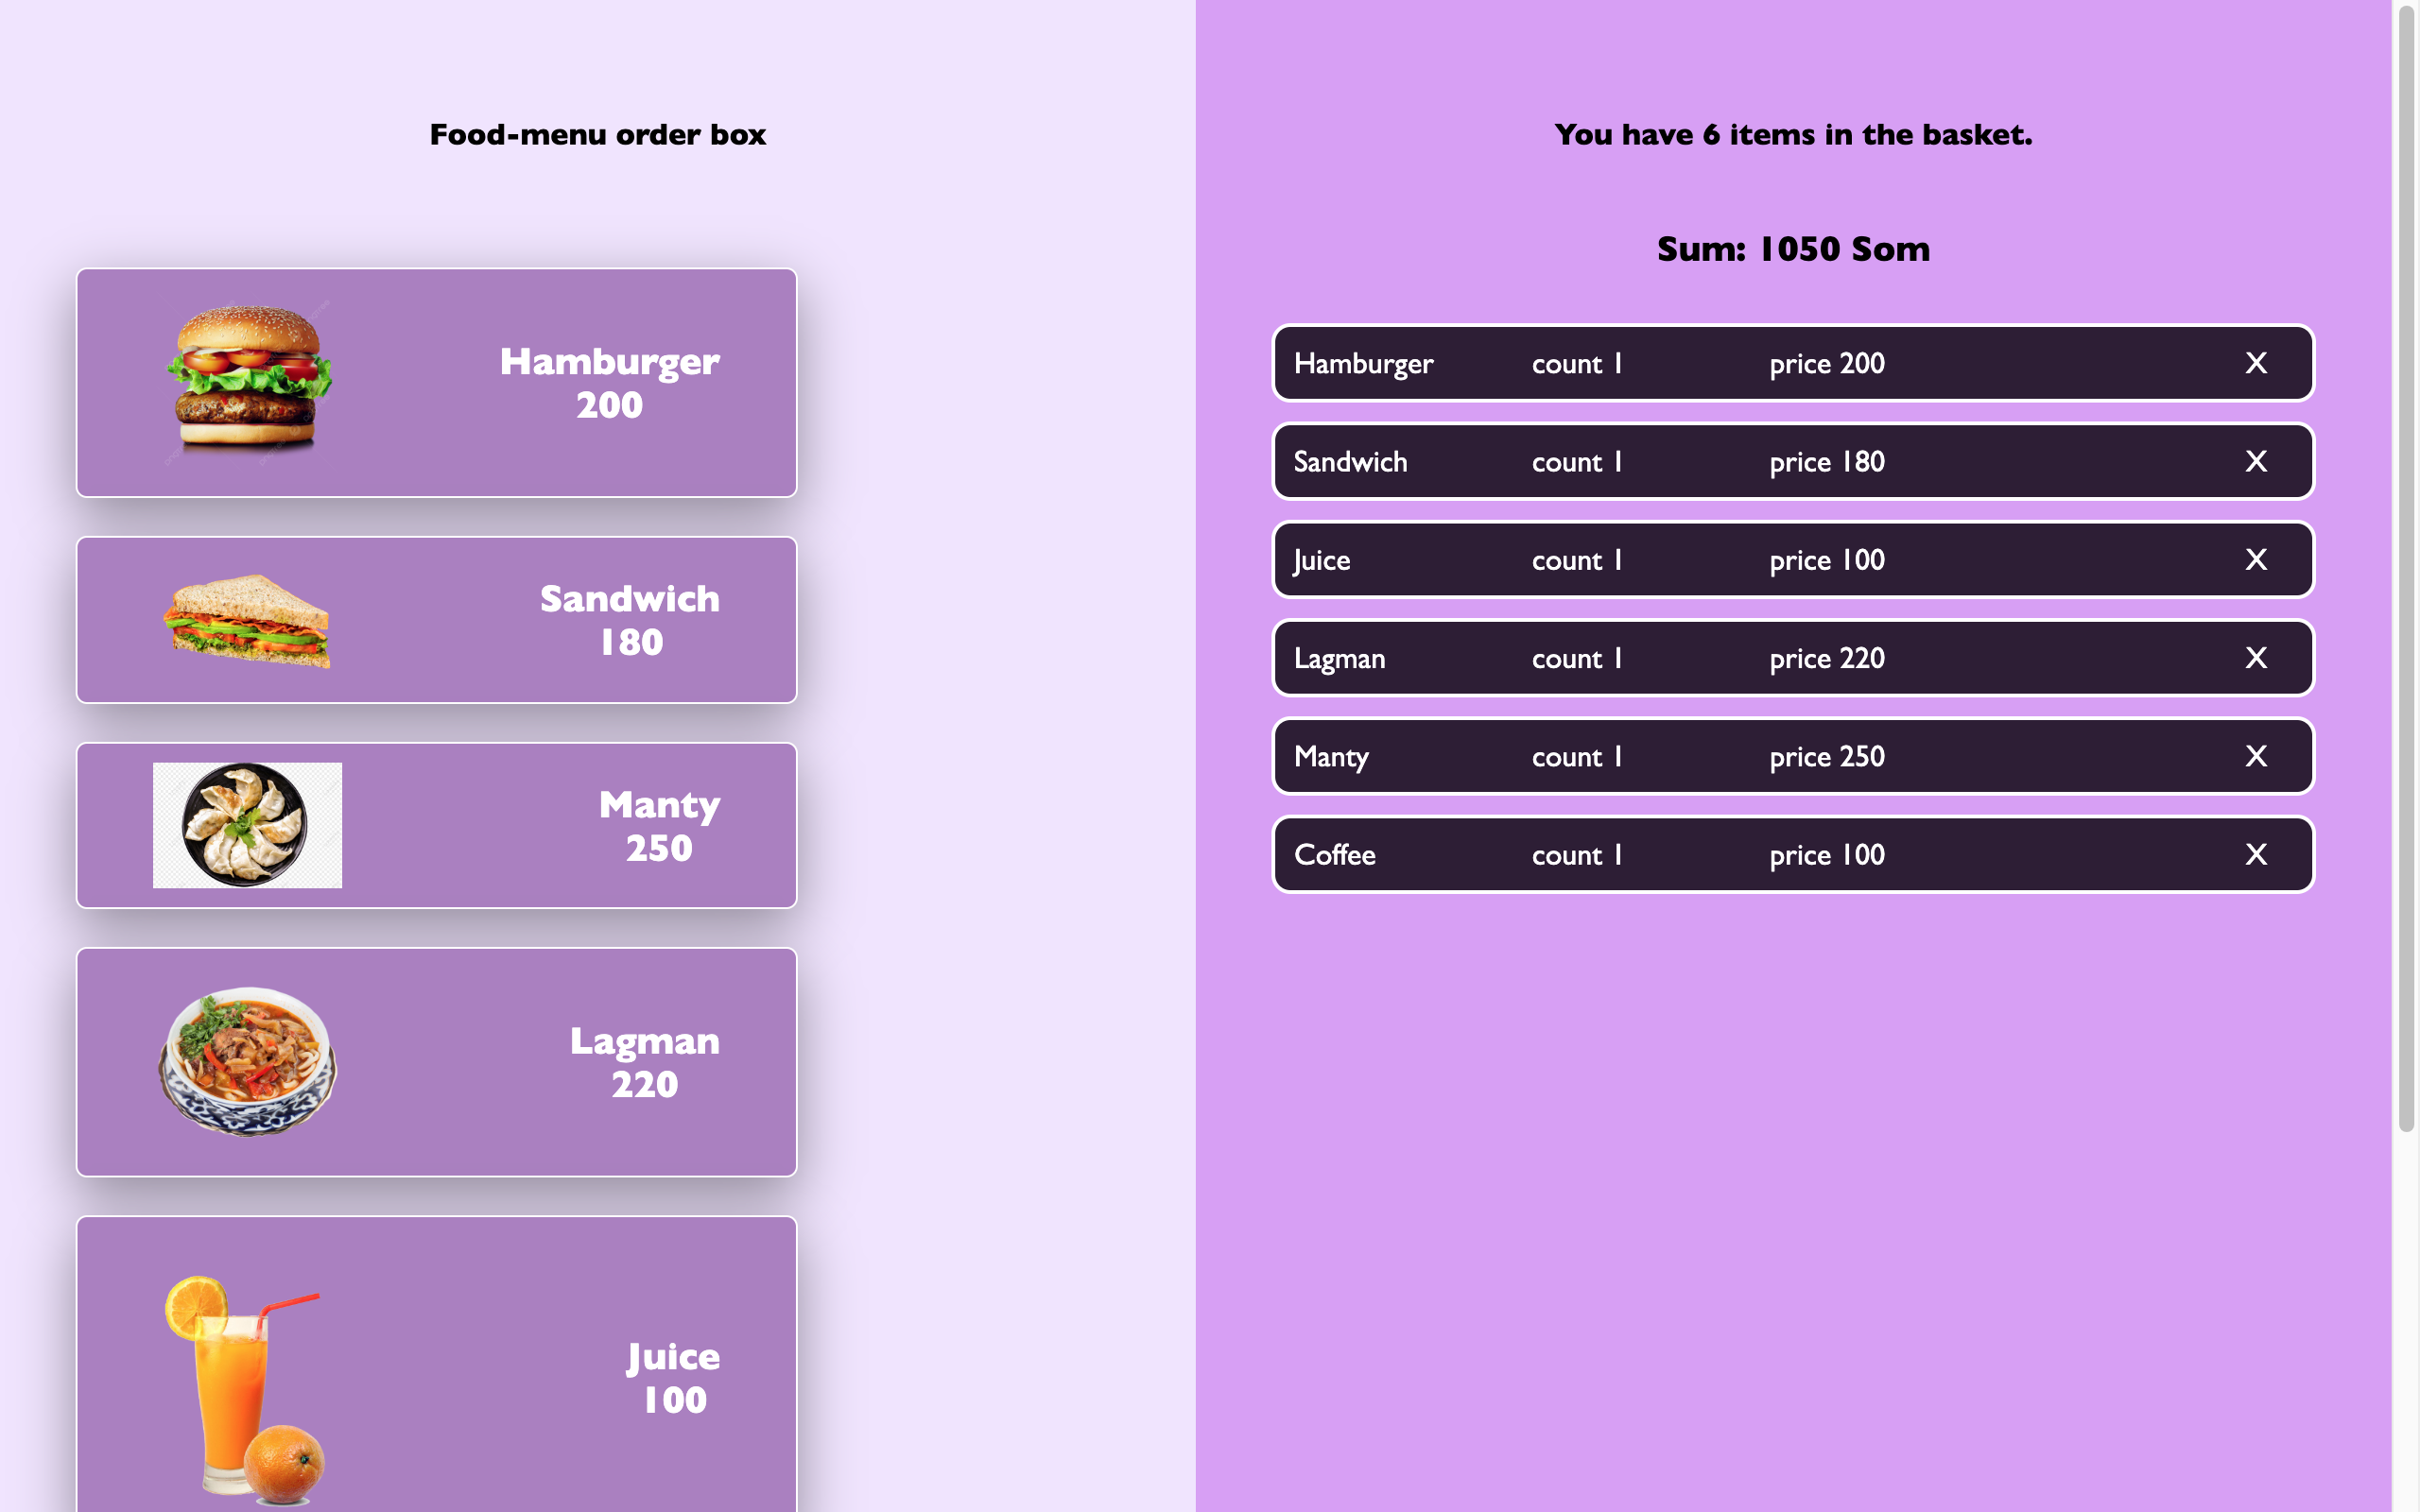 Food-menu order box
Hamburger
200
Sandwich
180
Manty
250
Lagman
220
Juice
100
You have 6 items in the basket.
Sum: 1050 Som
Hamburger count 1 price 200 X
Sandwich count 1 price 180 X
Juice count 1 price 100 X
Lagman count 1 price 220 X
Manty count 1 price 250 X
Coffee count 1 price 100 X